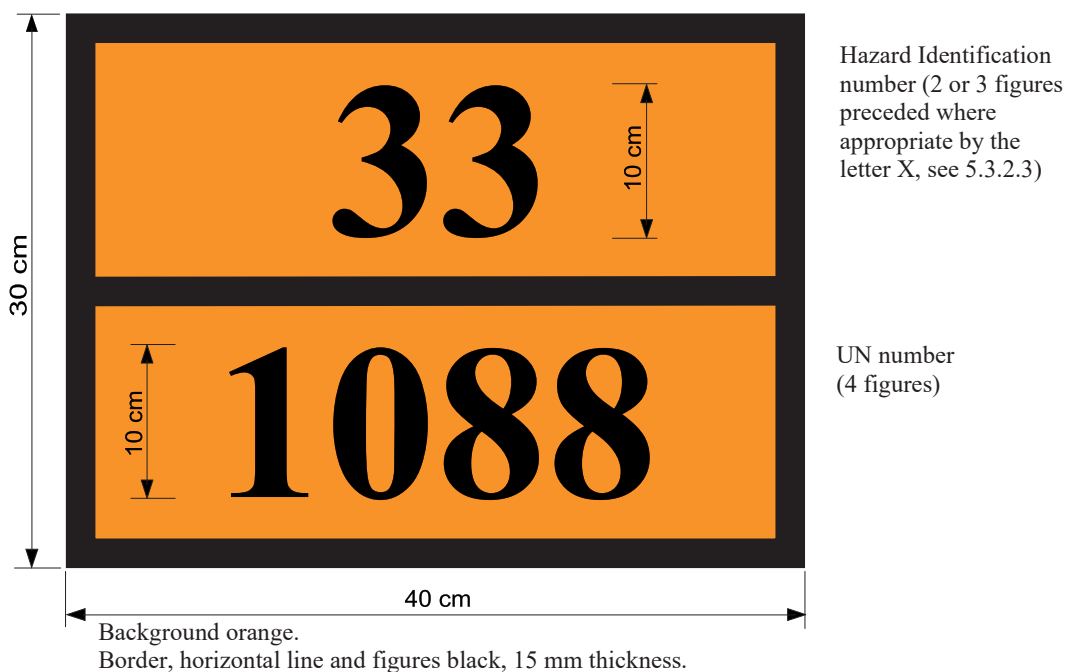 33
10 cm
Hazard Identification
number (2 or 3 figures
preceded where
appropriate by the
letter X, see 5.3.2.3)
30 cm
1088
10 cm
UN number
(4 figures)
40 cm
Background orange.
Border, horizontal line and figures black, 15 mm thickness.